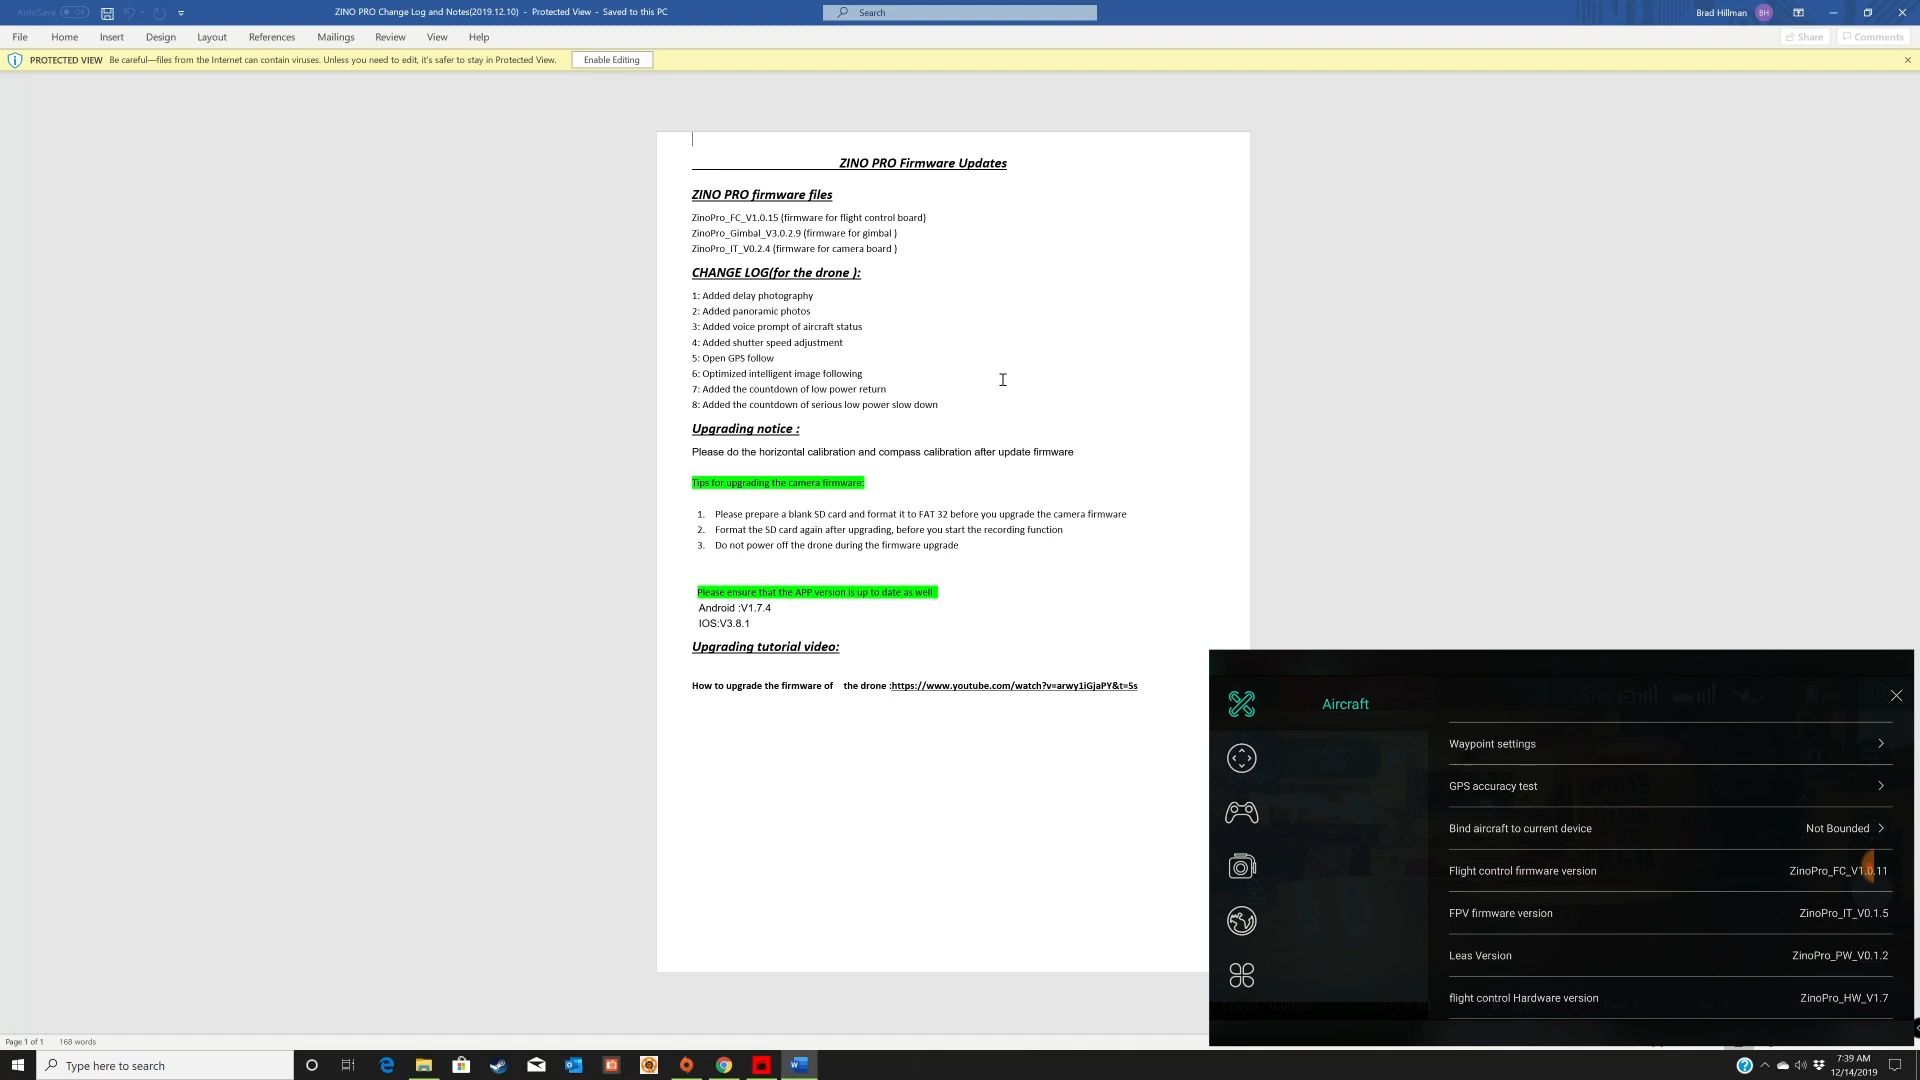 AutoSave Off
ZINO PRO Change Log and Notes(2019.12.10) - Protected View - Saved to this PC
Search
Brad Hillman BH
File Home Insert Design Layout References Mailings Review View Help
Share Comments
PROTECTED VIEW Be careful—files from the Internet can contain viruses. Unless you need to edit, it's safer to stay in Protected View. Enable Editing
ZINO PRO Firmware Updates
ZINO PRO firmware files
ZinoPro_FC_V1.0.15 (firmware for flight control board)
ZinoPro_Gimbal_V3.0.2.9 (firmware for gimbal )
ZinoPro_IT_V0.2.4 (firmware for camera board )
CHANGE LOG(for the drone ):
1: Added delay photography
2: Added panoramic photos
3: Added voice prompt of aircraft status
4: Added shutter speed adjustment
5: Open GPS follow
6: Optimized intelligent image following
7: Added the countdown of low power return
8: Added the countdown of serious low power slow down
Upgrading notice :
Please do the horizontal calibration and compass calibration after update firmware
Tips for upgrading the camera firmware:
1. Please prepare a blank SD card and format it to FAT 32 before you upgrade the camera firmware
2. Format the SD card again after upgrading, before you start the recording function
3. Do not power off the drone during the firmware upgrade
Please ensure that the APP version is up to date as well
Android :V1.7.4
IOS:V3.8.1
Upgrading tutorial video:
How to upgrade the firmware of the drone :https://www.youtube.com/watch?v=arwy1iGjaPY&t=5s
Aircraft
Waypoint settings
GPS accuracy test
Bind aircraft to current device Not Bounded
Flight control firmware version ZinoPro_FC_V1.0.11
FPV firmware version ZinoPro_IT_V0.1.5
Leas Version ZinoPro_PW_V0.1.2
flight control Hardware version ZinoPro_HW_V1.7
Page 1 of 1 168 words
Type here to search
7:39 AM
12/14/2019